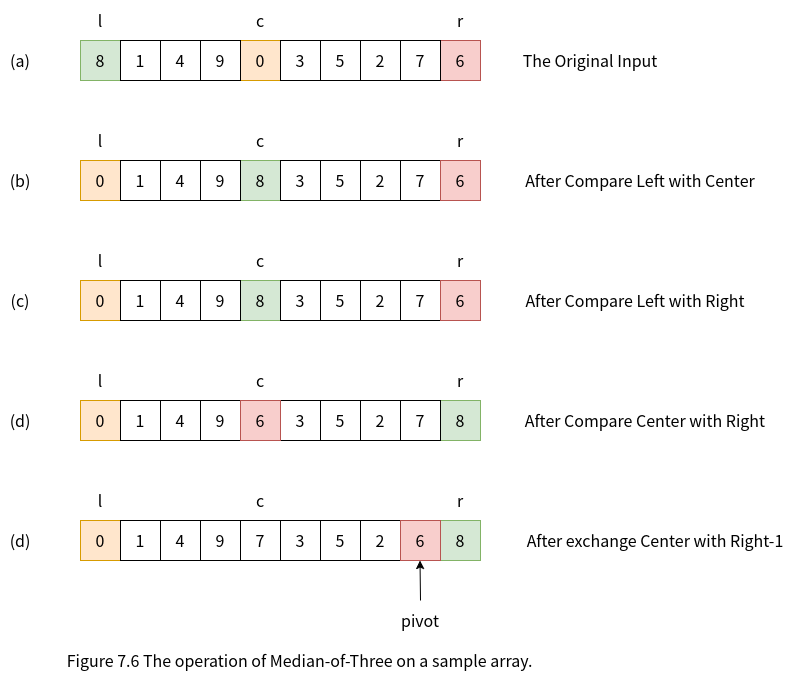 l c r
(a) 8 1 4 9 0 3 5 2 7 6 The Original Input
l c r
(b) 0 1 4 9 8 3 5 2 7 6 After Compare Left with Center
l c r
(c) 0 1 4 9 8 3 5 2 7 6 After Compare Left with Right
l c r
(d) 0 1 4 9 6 3 5 2 7 8 After Compare Center with Right
l c r
(d) 0 1 4 9 7 3 5 2 6 8 After exchange Center with Right-1
pivot
Figure 7.6 The operation of Median-of-Three on a sample array.